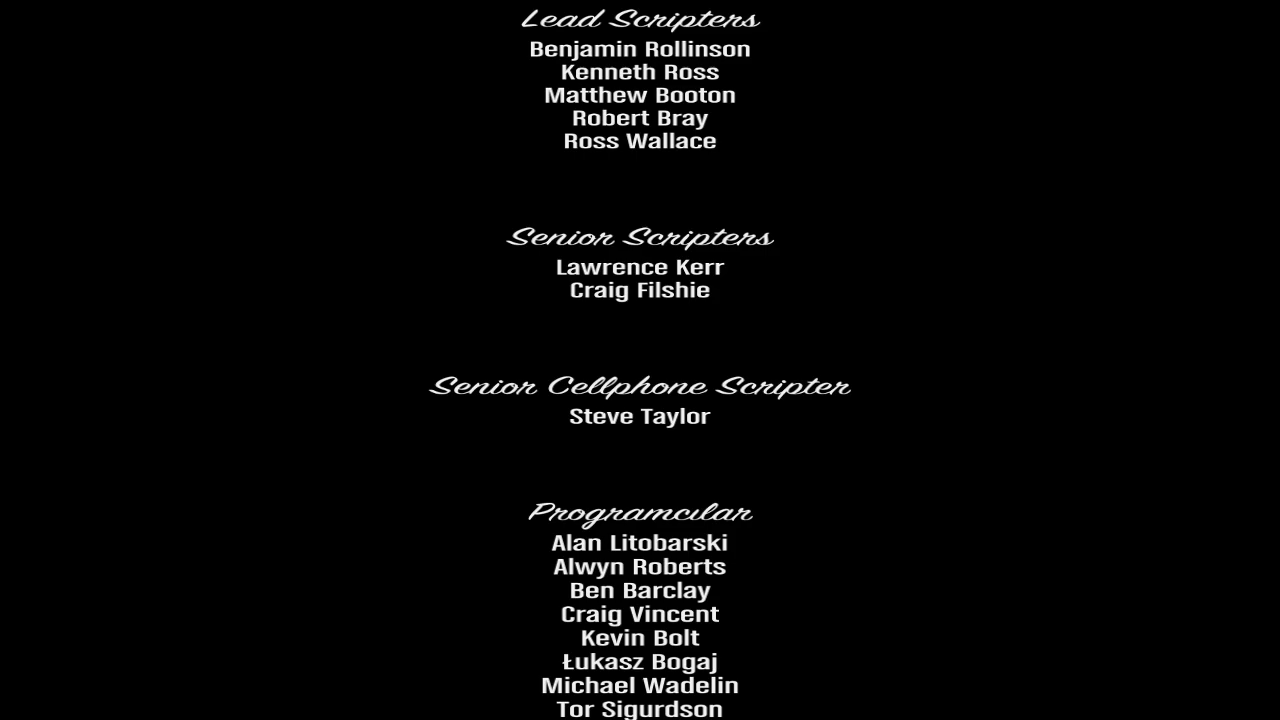 Lead Scripters
Benjamin Rollinson
Kenneth Ross
Matthew Booton
Robert Bray
Ross Wallace
Senior Scripters
Lawrence Kerr
Craig Filshie
Senior Cellphone Scripter
Steve Taylor
Programcılar
Alan Litobarski
Alwyn Roberts
Ben Barclay
Craig Vincent
Kevin Bolt
Łukasz Bogaj
Michael Wadelin
Tor Sigurdson